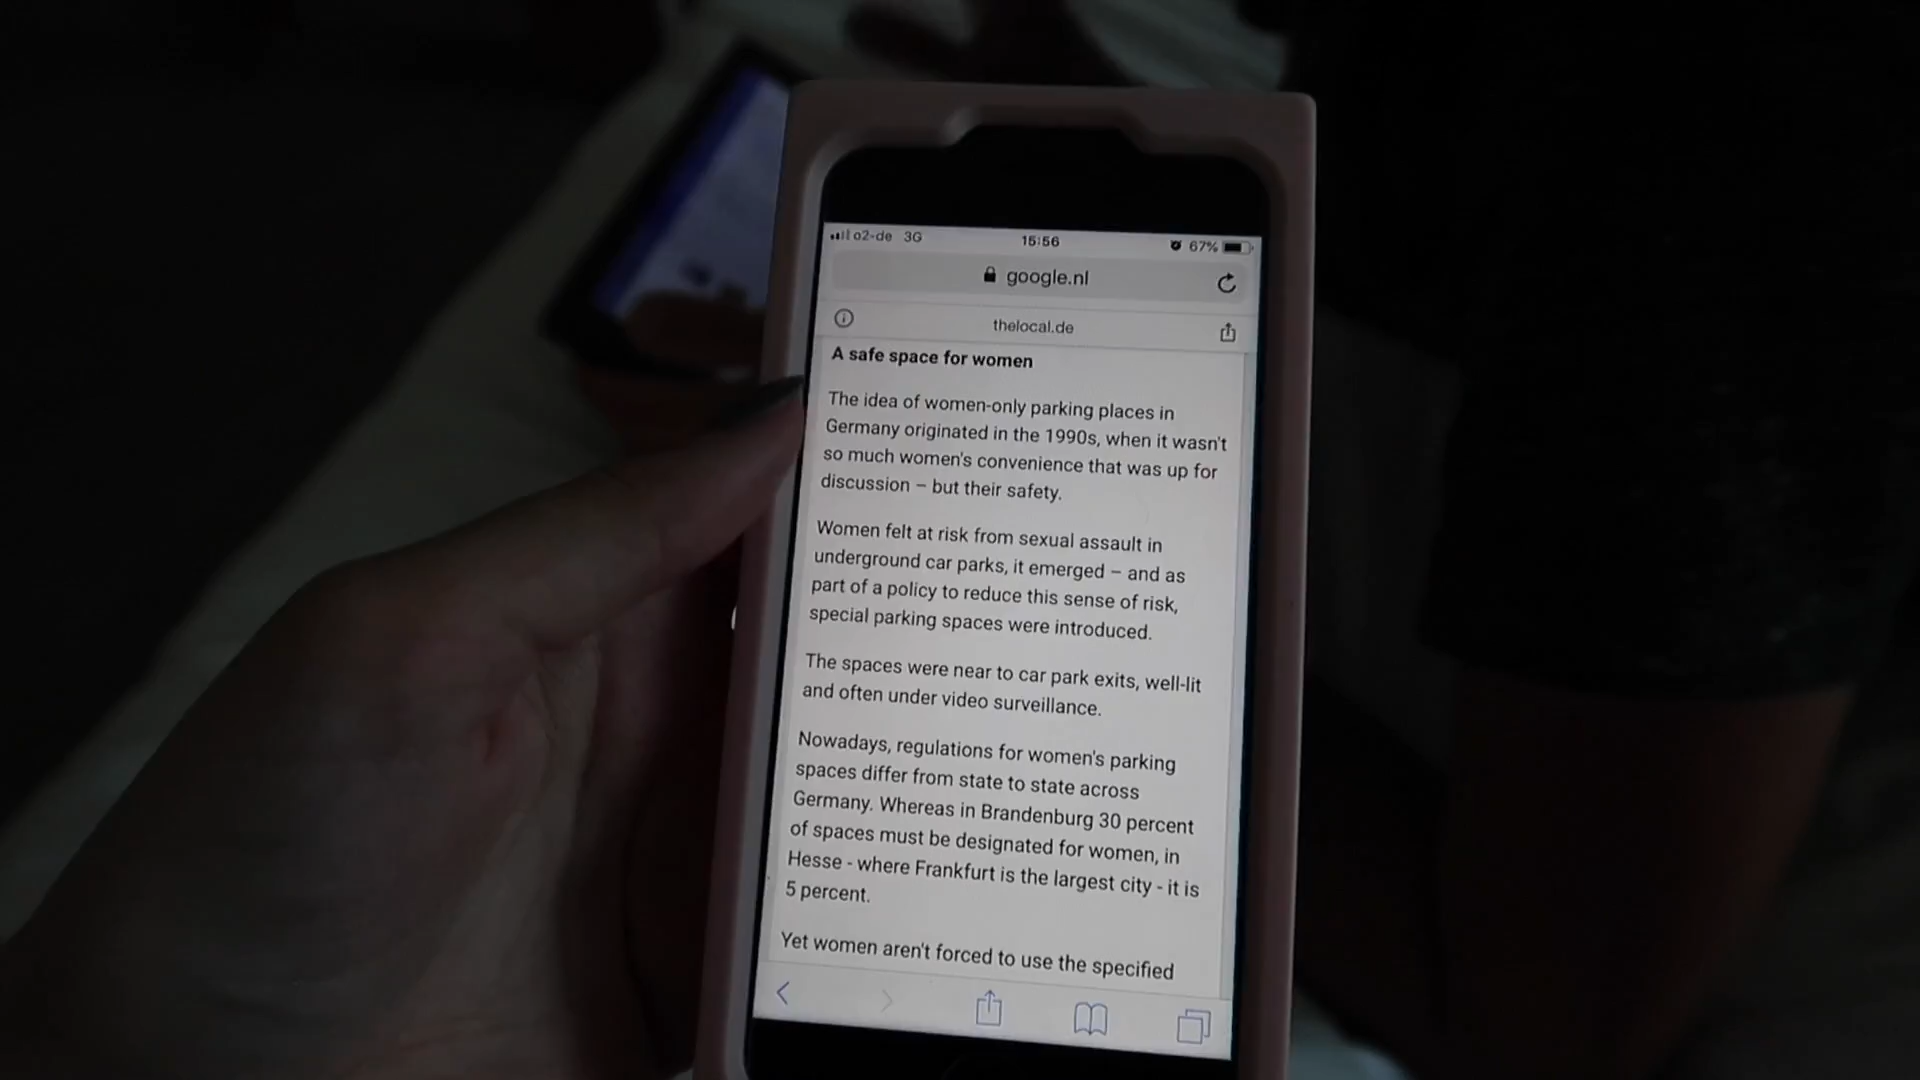 o2-de 3G 15:56 67%
google.nl
thelocal.de
A safe space for women
The idea of women-only parking places in
Germany originated in the 1990s, when it wasn't
so much women's convenience that was up for
discussion – but their safety.
Women felt at risk from sexual assault in
underground car parks, it emerged – and as
part of a policy to reduce this sense of risk,
special parking spaces were introduced.
The spaces were near to car park exits, well-lit
and often under video surveillance.
Nowadays, regulations for women's parking
spaces differ from state to state across
Germany. Whereas in Brandenburg 30 percent
of spaces must be designated for women, in
Hesse - where Frankfurt is the largest city - it is
5 percent.
Yet women aren't forced to use the specified